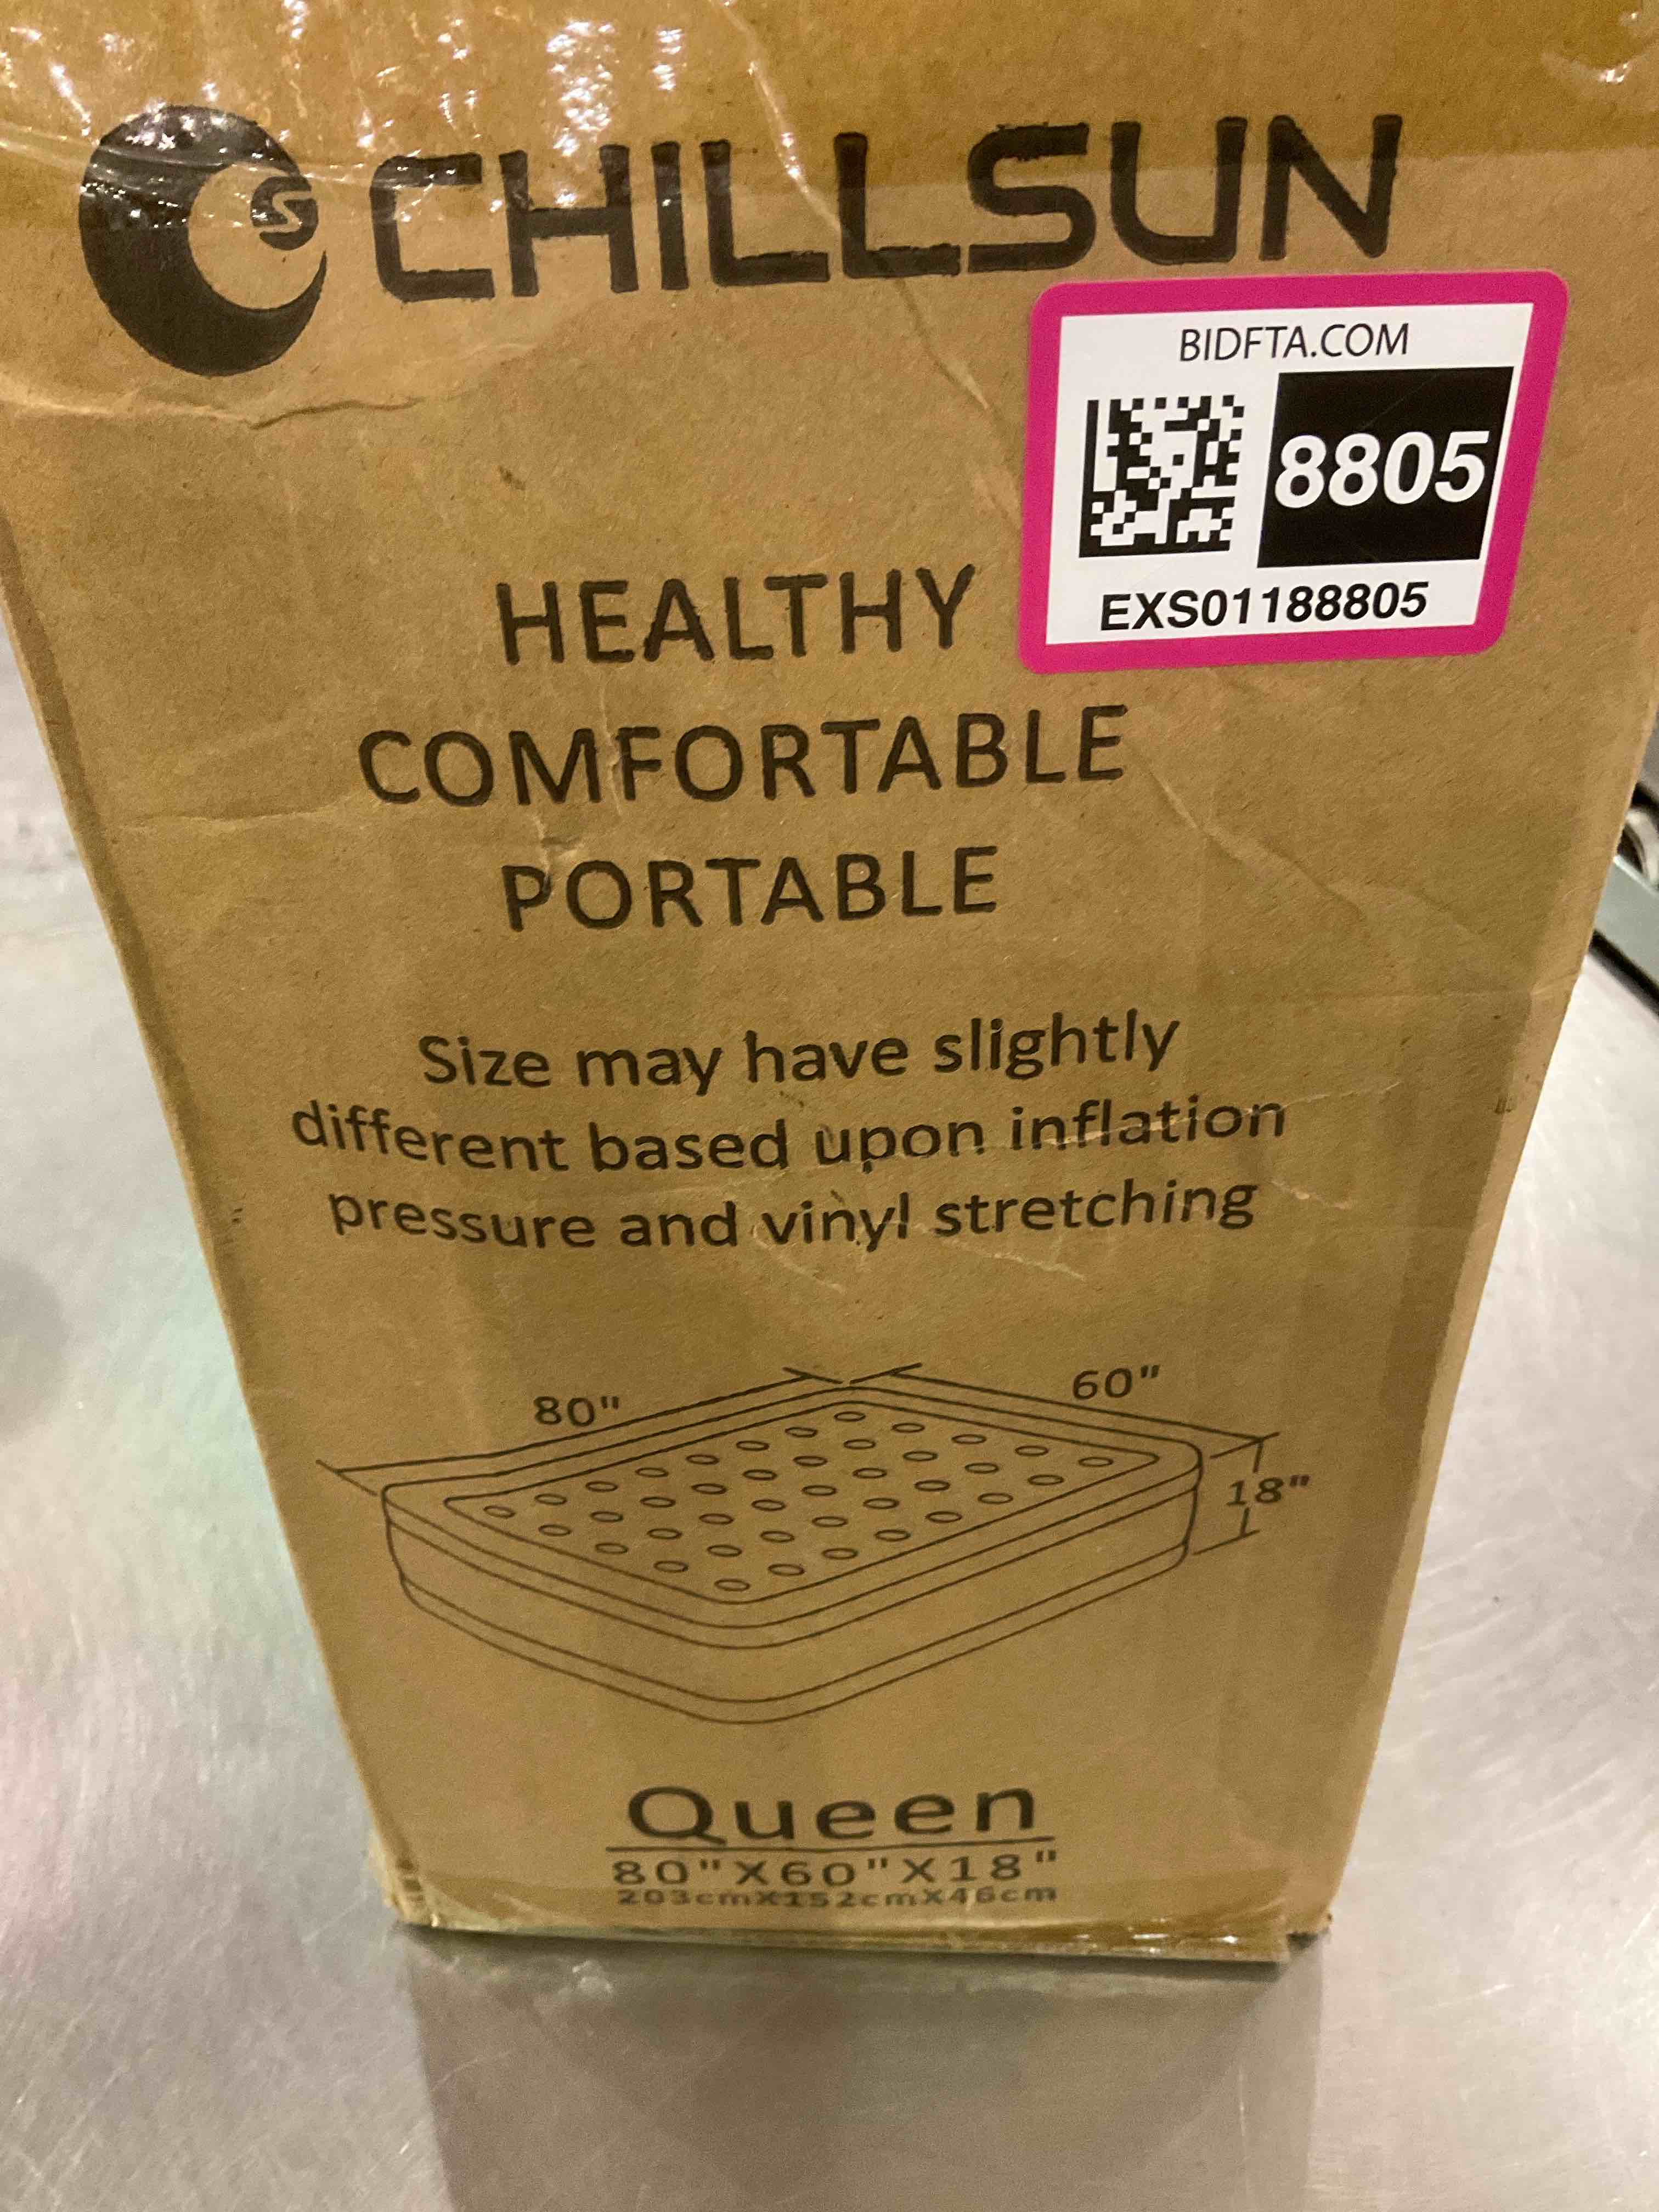 CS CHILLSUN
BIDFTA.COM
8805
EXS01188805
HEALTHY
COMFORTABLE
PORTABLE
Size may have slightly
different based upon inflation
pressure and vinyl stretching
80"
60"
18"
Queen
80"X60"X18"
203cmX152cmX46cm